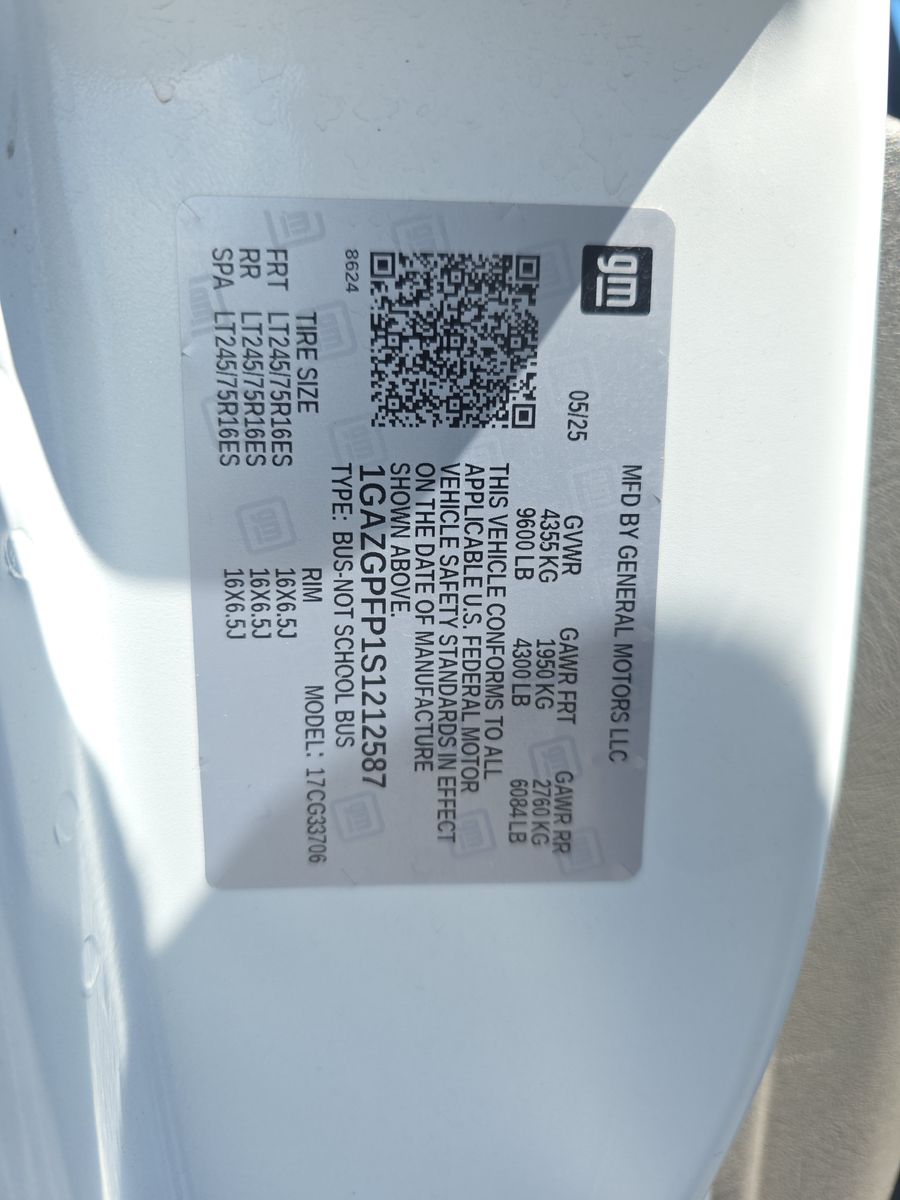 gm
MFD BY GENERAL MOTORS LLC
05/25
GVWR GAWR FRT GAWR RR
4355 KG 1950 KG 2760 KG
9600 LB 4300 LB 6084 LB
THIS VEHICLE CONFORMS TO ALL
APPLICABLE U.S. FEDERAL MOTOR
VEHICLE SAFETY STANDARDS IN EFFECT
ON THE DATE OF MANUFACTURE
SHOWN ABOVE.
1GAZGPFP1S1212587
8624
TYPE: BUS-NOT SCHOOL BUS
MODEL: 17CG33706
TIRE SIZE RIM
FRT LT245/75R16ES 16X6.5J
RR LT245/75R16ES 16X6.5J
SPA LT245/75R16ES 16X6.5J